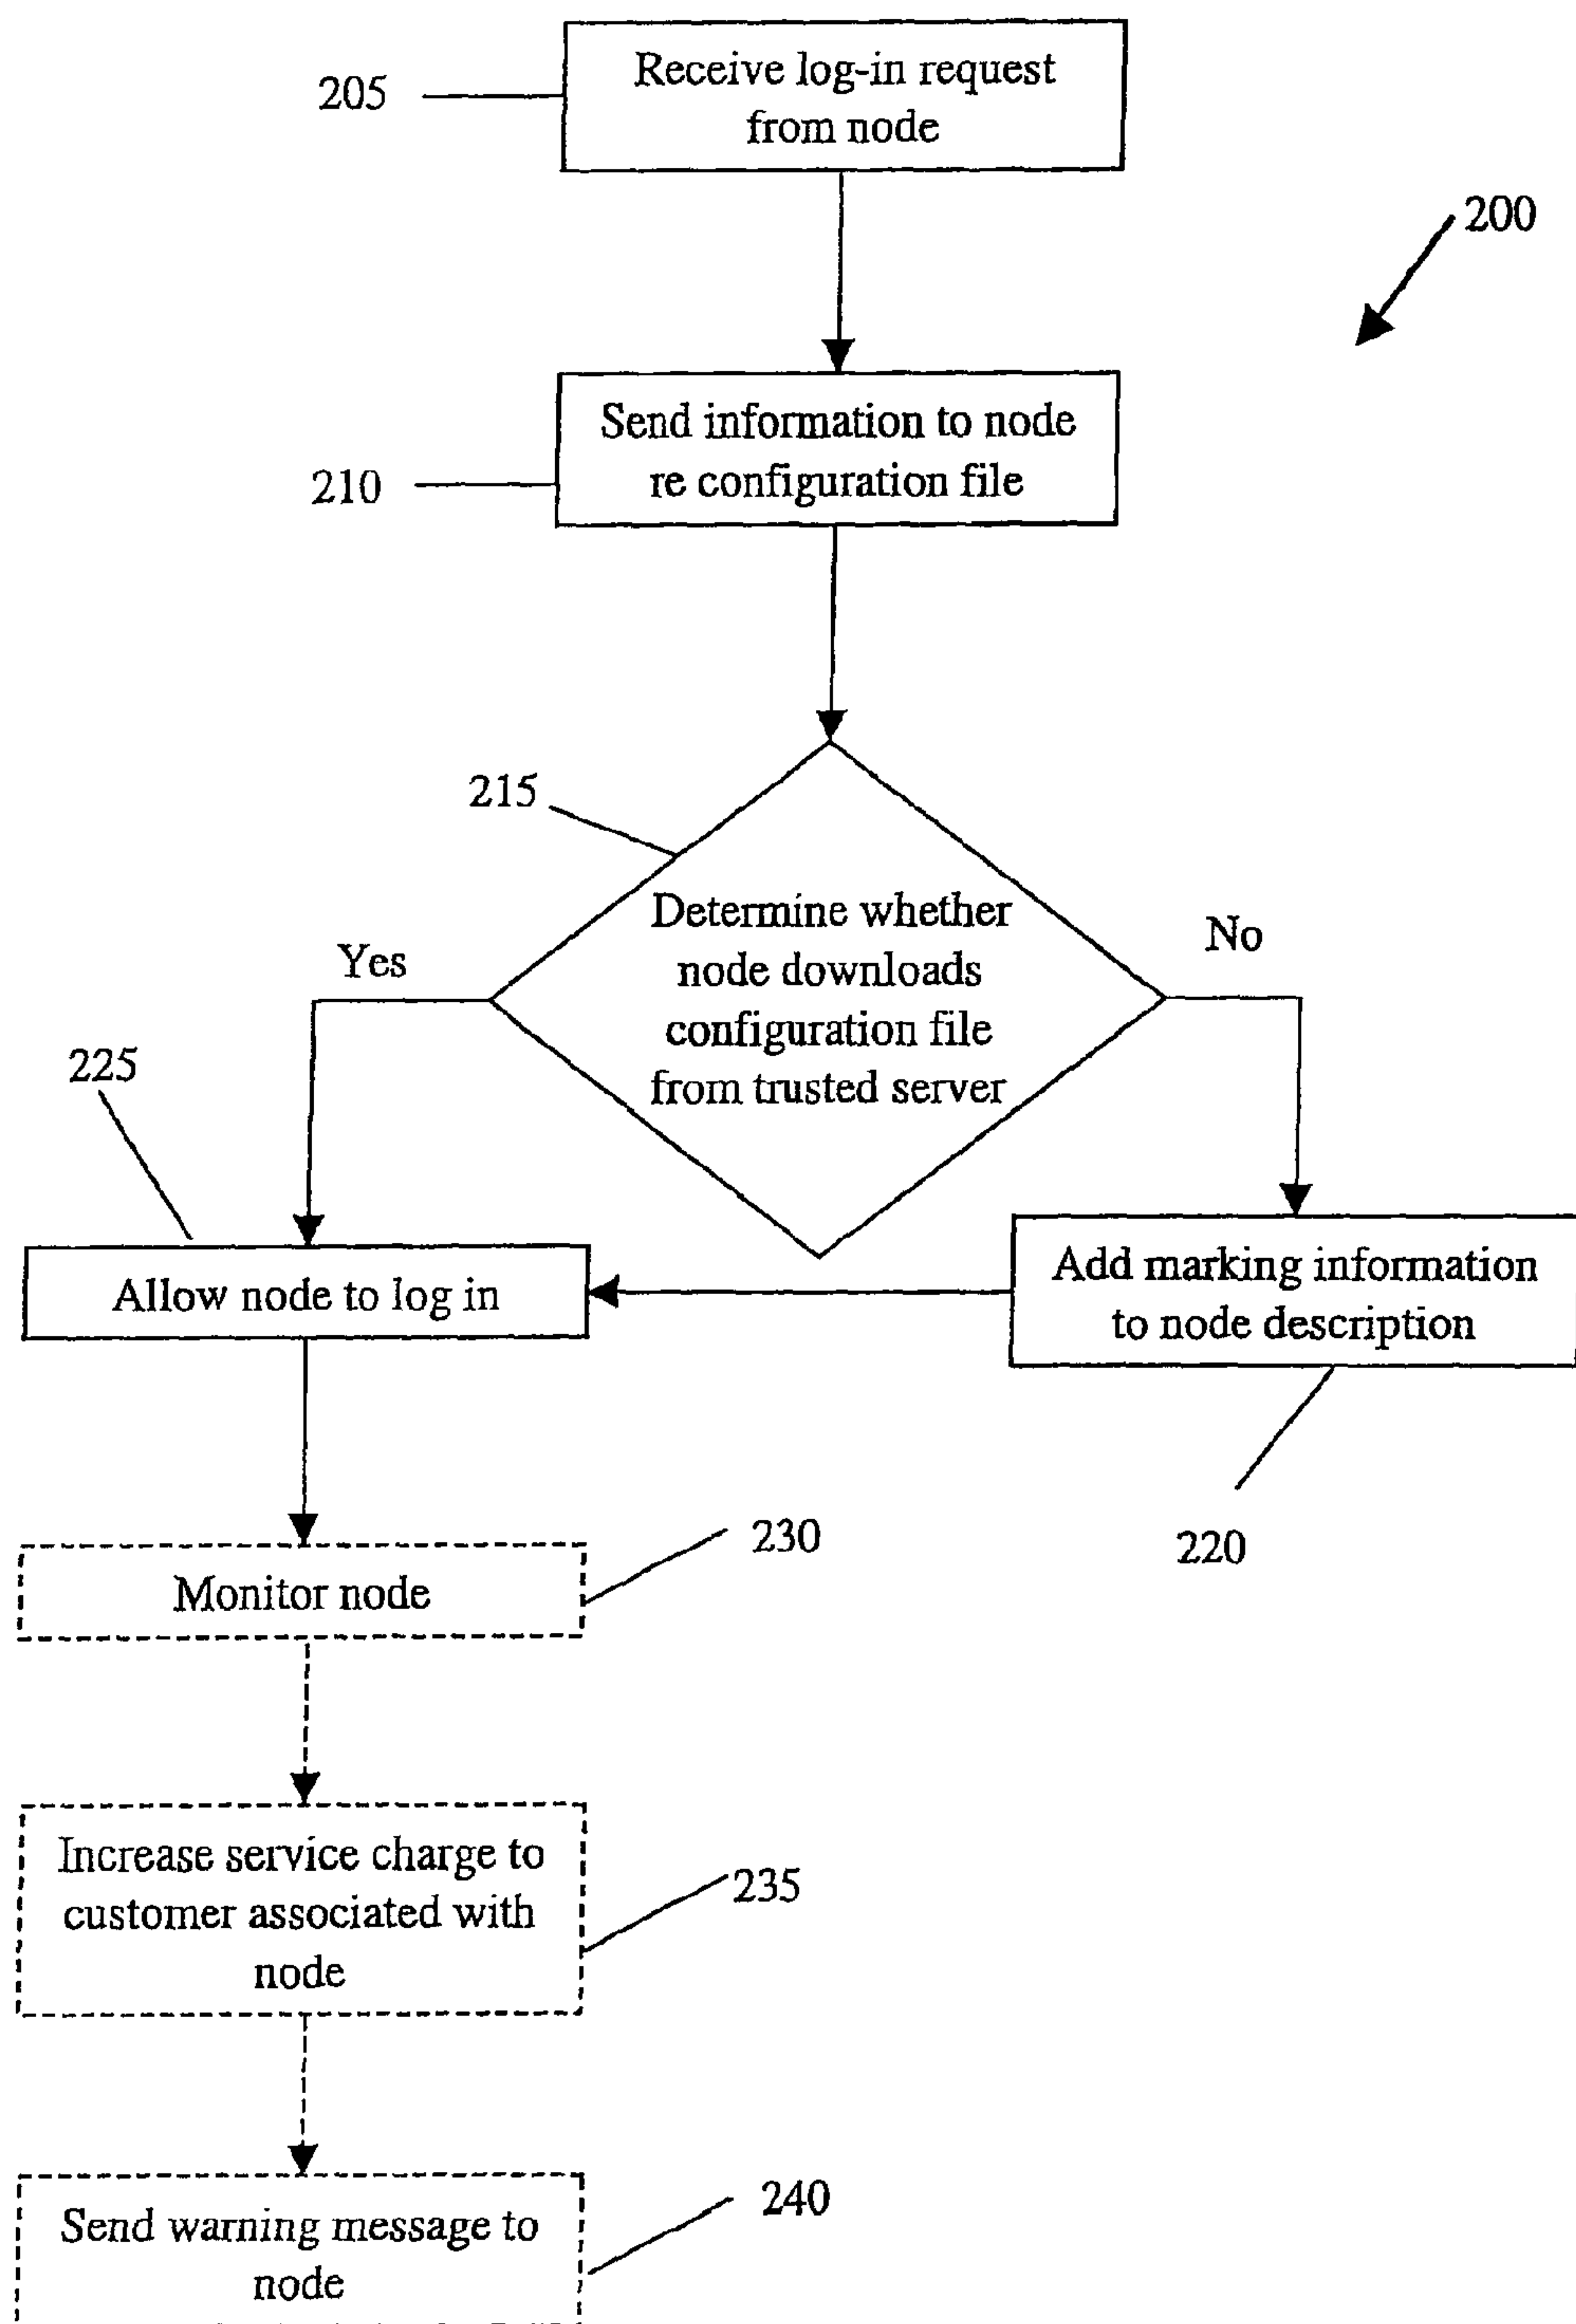 205
Receive log-in request
from node
200
210
Send information to node
re configuration file
215
Determine whether
node downloads
configuration file
from trusted server
Yes
No
225
Allow node to log in
Add marking information
to node description
220
Monitor node
230
Increase service charge to
customer associated with
node
235
Send warning message to
node
240